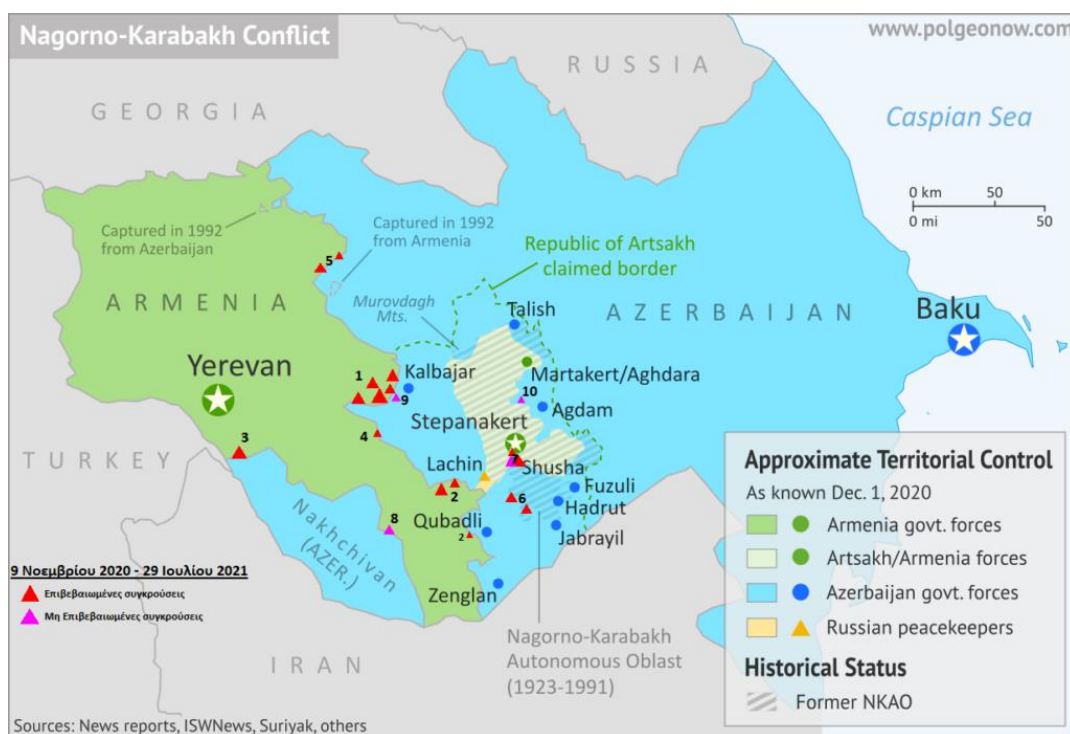 Nagorno-Karabakh Conflict
www.polgeonow.com
RUSSIA
GEORGIA
Caspian Sea
0 km 50
0 mi 50
Captured in 1992
from Azerbaijan
Captured in 1992
from Armenia
5
Republic of Artsakh
claimed border
ARMENIA
Murovdagh
Mts.
Talish
AZERBAIJAN
Baku
Yerevan
1
Kalbajar
Martakert/Aghdara
9
10
Agdam
Stepanakert
4
3
TURKEY
Lachin
7
Shusha
2
Fuzuli
6
Hadrut
8
Qubadli
2
Jabrayil
Nakhchivan
(AZER.)
Zenglan
9 Νοεμβρίου 2020 - 29 Ιουλίου 2021
Επιβεβαιωμένες συγκρούσεις
Μη Επιβεβαιωμένες συγκρούσεις
Nagorno-Karabakh
Autonomous Oblast
(1923-1991)
IRAN
Approximate Territorial Control
As known Dec. 1, 2020
Armenia govt. forces
Artsakh/Armenia forces
Azerbaijan govt. forces
Russian peacekeepers
Historical Status
Former NKAO
Sources: News reports, ISWNews, Suriyak, others